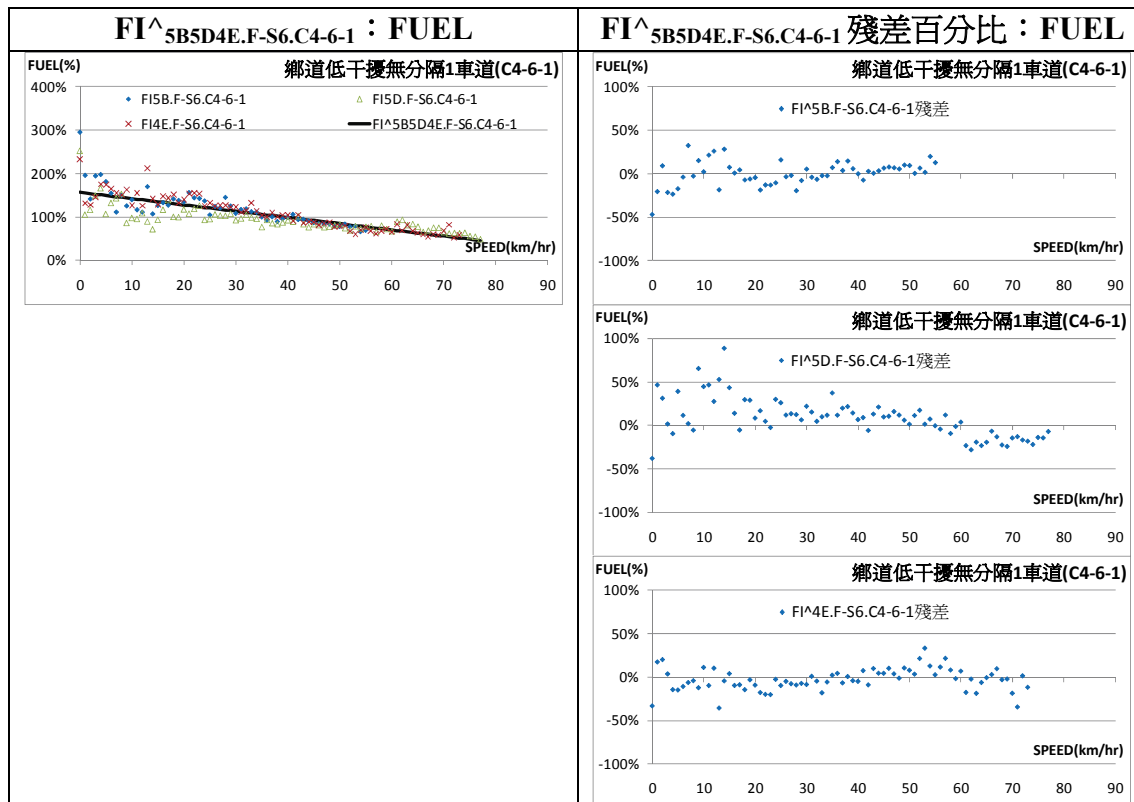 FI^5B5D4E.F-S6.C4-6-1：FUEL
FI^5B5D4E.F-S6.C4-6-1 殘差百分比：FUEL
FUEL(%)
鄉道低干擾無分隔1車道(C4-6-1)
400%
300%
200%
100%
0%
FI5B.F-S6.C4-6-1
FI5D.F-S6.C4-6-1
FI4E.F-S6.C4-6-1
FI^5B5D4E.F-S6.C4-6-1
SPEED(km/hr)
0 10 20 30 40 50 60 70 80 90
FUEL(%)
鄉道低干擾無分隔1車道(C4-6-1)
100%
50%
0%
-50%
-100%
FI^5B.F-S6.C4-6-1殘差
SPEED(km/hr)
0 10 20 30 40 50 60 70 80 90
FUEL(%)
鄉道低干擾無分隔1車道(C4-6-1)
100%
50%
0%
-50%
-100%
FI^5D.F-S6.C4-6-1殘差
SPEED(km/hr)
0 10 20 30 40 50 60 70 80 90
FUEL(%)
鄉道低干擾無分隔1車道(C4-6-1)
100%
50%
0%
-50%
-100%
FI^4E.F-S6.C4-6-1殘差
SPEED(km/hr)
0 10 20 30 40 50 60 70 80 90